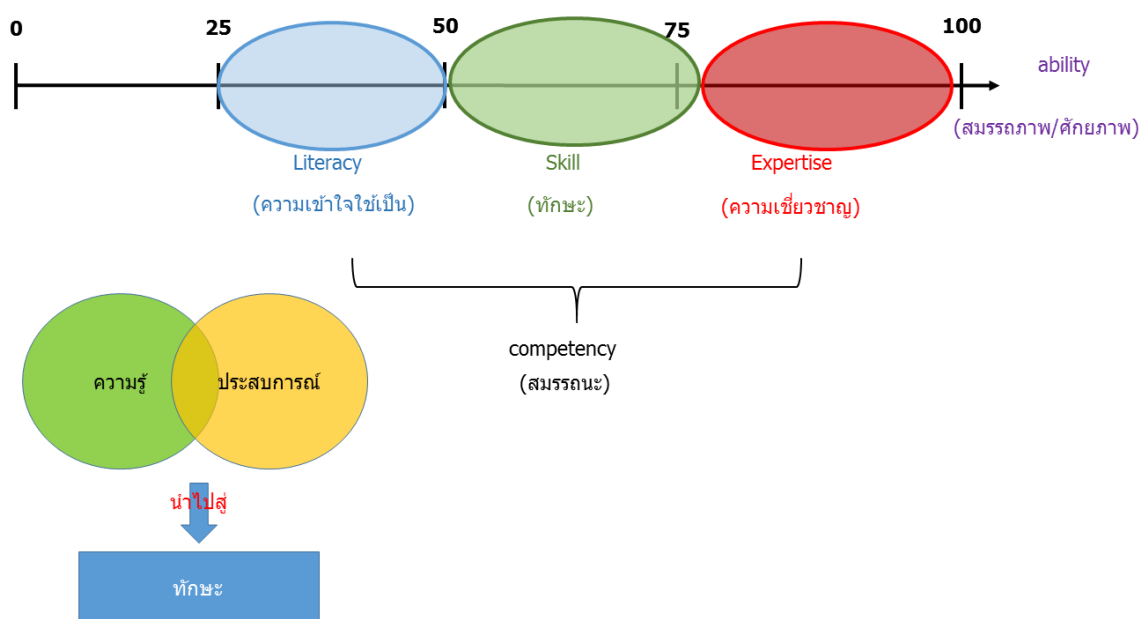 0
25
50
75
100
ability
(สมรรถภาพ/ศักยภาพ)
Literacy
(ความเข้าใจใช้เป็น)
Skill
(ทักษะ)
Expertise
(ความเชี่ยวชาญ)
competency
(สมรรถนะ)
ความรู้
ประสบการณ์
นำไปสู่
ทักษะ